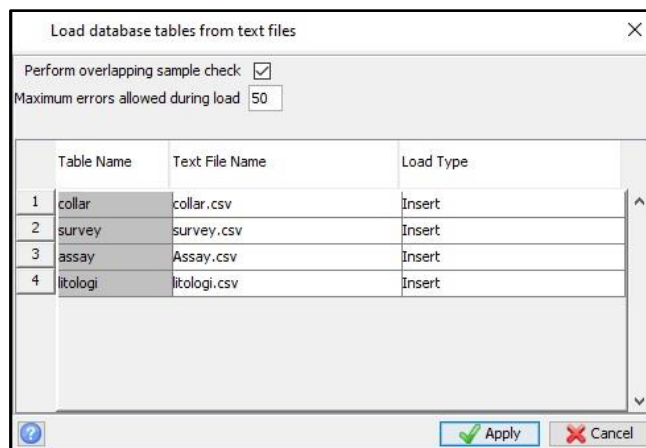 Load database tables from text files
Perform overlapping sample check
Maximum errors allowed during load 50
Table Name Text File Name Load Type
1 collar collar.csv Insert
2 survey survey.csv Insert
3 assay Assay.csv Insert
4 litologi litologi.csv Insert
? Apply Cancel